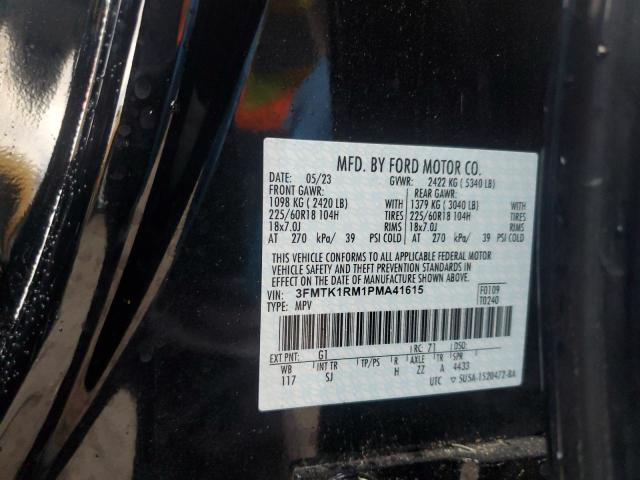 MFD. BY FORD MOTOR CO.
DATE: 05/23 GVWR: 2422 KG ( 5340 LB)
FRONT GAWR: REAR GAWR:
1098 KG ( 2420 LB) WITH 1379 KG ( 3040 LB) WITH
225/60R18 104H TIRES 225/60R18 104H TIRES
18x7.0J RIMS 18x7.0J RIMS
AT 270 kPa/ 39 PSI COLD AT 270 kPa/ 39 PSI COLD
THIS VEHICLE CONFORMS TO ALL APPLICABLE FEDERAL MOTOR
VEHICLE SAFETY AND THEFT PREVENTION STANDARDS IN
EFFECT ON THE DATE OF MANUFACTURE SHOWN ABOVE.
VIN: 3FMTK1RM1PMA41615 F0109
TYPE: MPV T0240
EXT PNT: G1 RC: 71 DSO:
WB INT TR TP/PS R AXLE TR SPR
117 SJ H ZZ A 4433
UTC ▽ 5U5A-1520472-BA